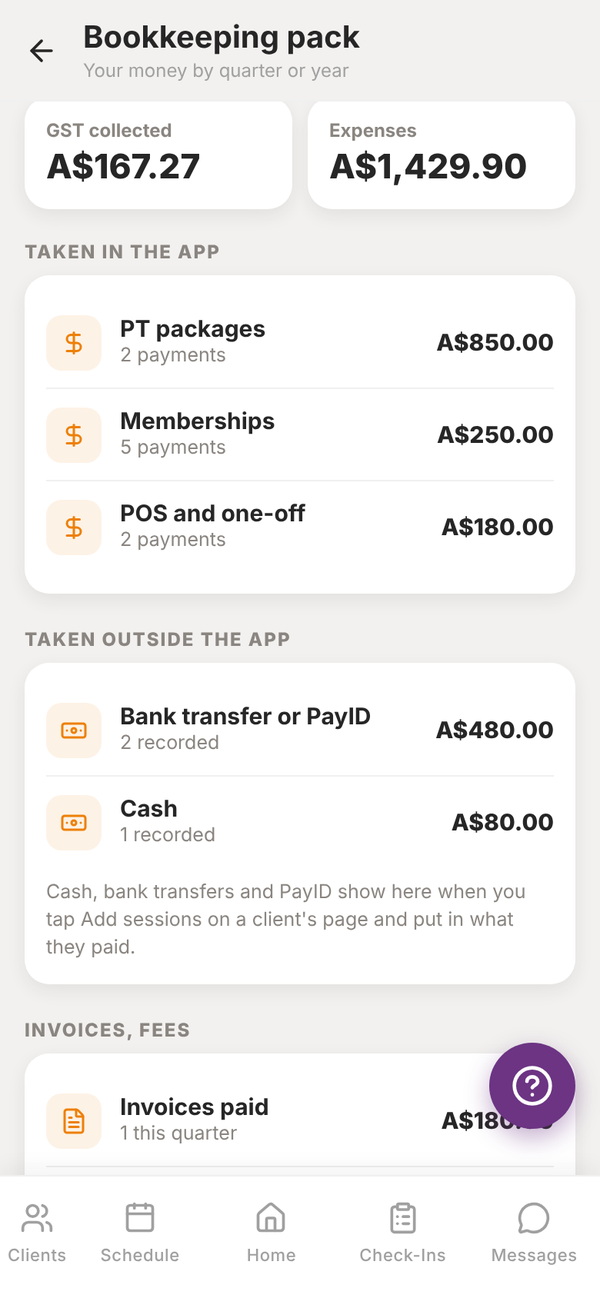 Bookkeeping pack
Your money by quarter or year
GST collected
A$167.27
Expenses
A$1,429.90
TAKEN IN THE APP
PT packages
2 payments
A$850.00
Memberships
5 payments
A$250.00
POS and one-off
2 payments
A$180.00
TAKEN OUTSIDE THE APP
Bank transfer or PayID
2 recorded
A$480.00
Cash
1 recorded
A$80.00
Cash, bank transfers and PayID show here when you
tap Add sessions on a client's page and put in what
they paid.
INVOICES, FEES
Invoices paid
1 this quarter
Clients
Schedule
Home
Check-Ins
Messages